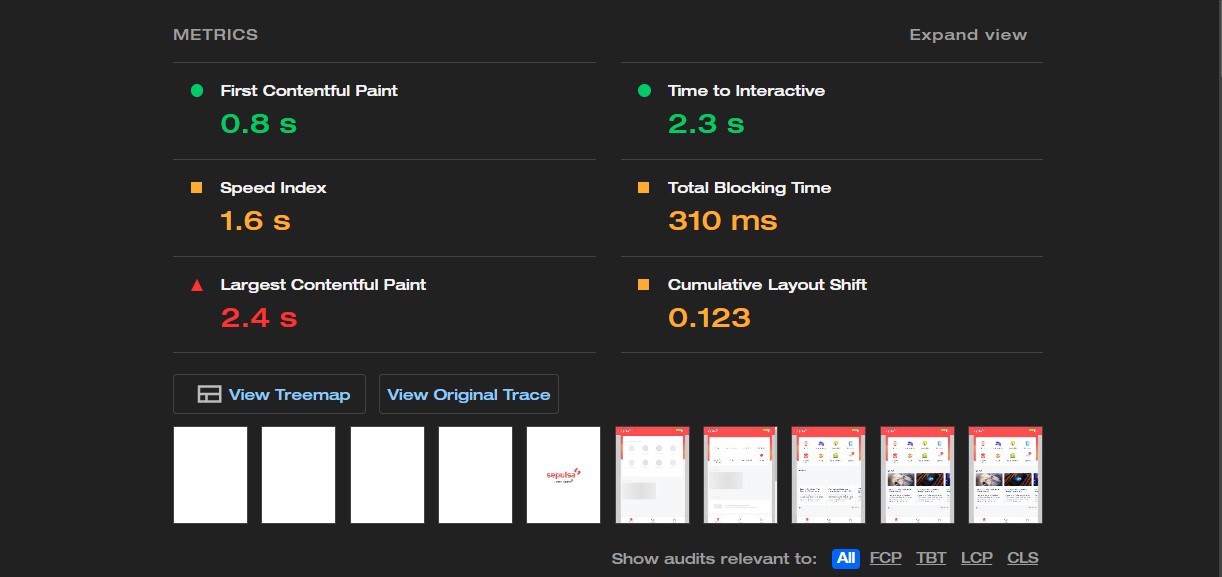 METRICS
Expand view
First Contentful Paint
0.8 s
Time to Interactive
2.3 s
Speed Index
1.6 s
Total Blocking Time
310 ms
Largest Contentful Paint
2.4 s
Cumulative Layout Shift
0.123
View Treemap
View Original Trace
sepulsa
Show audits relevant to: All FCP TBT LCP CLS